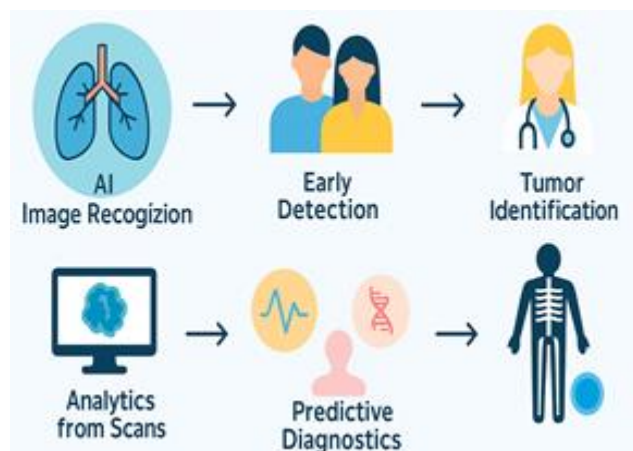 AI
Image Recogizion
Early
Detection
Tumor
Identification
Analytics
from Scans
Predictive
Diagnostics